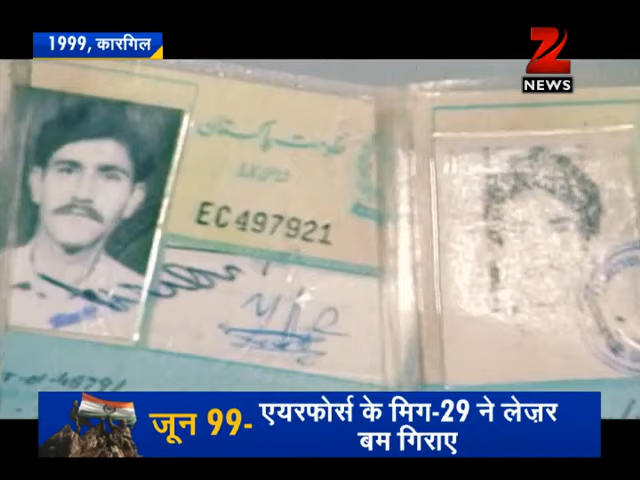 1999, कारगिल
Z
NEWS
حکومت پاکستان
EC497921
जून 99- एयरफोर्स के मिग-29 ने लेज़र
बम गिराए